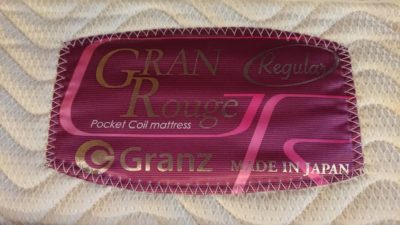 GRAN
Regular
Rouge
Pocket Coil mattress
Granz
MADE IN JAPAN